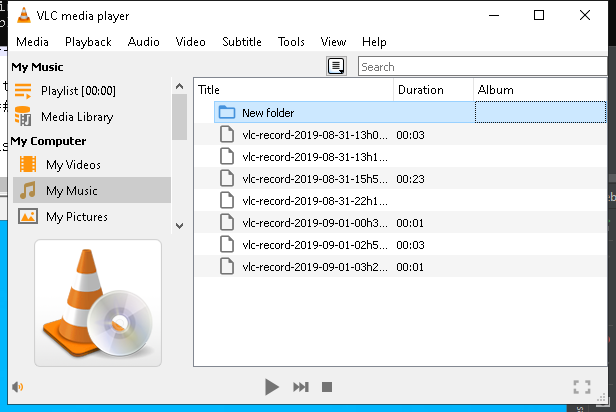 VLC media player
Media Playback Audio Video Subtitle Tools View Help
My Music
Playlist [00:00]
Media Library
My Computer
My Videos
My Music
My Pictures
Search
Title Duration Album
New folder
vlc-record-2019-08-31-13h0... 00:03
vlc-record-2019-08-31-13h1...
vlc-record-2019-08-31-15h5... 00:23
vlc-record-2019-08-31-22h1...
vlc-record-2019-09-01-00h3... 00:01
vlc-record-2019-09-01-02h5... 00:03
vlc-record-2019-09-01-03h2... 00:01